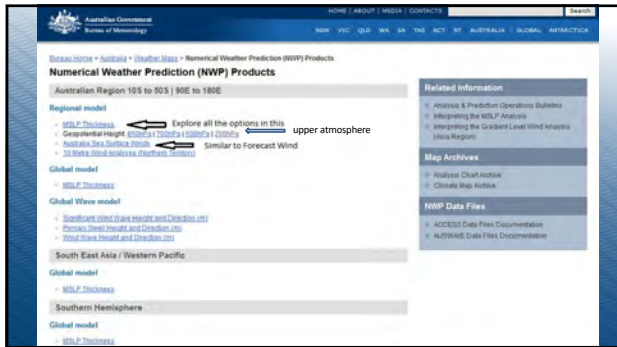 HOME | ABOUT | MEDIA | CONTACTS
Search
Australian Government
Bureau of Meteorology
NSW VIC QLD WA SA TAS ACT NT AUSTRALIA GLOBAL ANTARCTICA
Bureau Home > Australia > Weather Maps > Numerical Weather Prediction (NWP) Products
Numerical Weather Prediction (NWP) Products
Australian Region 10S to 50S | 90E to 180E
Regional model
MSLP Thickness
Explore all the options in this
Geopotential Height: 850hPa | 700hPa | 500hPa | 200hPa
upper atmosphere
Australia Sea Surface Winds
Similar to Forecast Wind
10 Metre Wind Analyses (Northern Territory)
Global model
MSLP Thickness
Global Wave model
Significant Wind Wave Height and Direction (m)
Primary Swell Height and Direction (m)
Wind Wave Height and Direction (m)
South East Asia / Western Pacific
Global model
MSLP Thickness
Southern Hemisphere
Global model
MSLP Thickness
Related Information
Analysis & Prediction Operations Bulletins
Interpreting the MSLP Analysis
Interpreting the Gradient Level Wind Analysis
(Asia Region)
Map Archives
Analysis Chart Archive
Climate Map Archive
NWP Data Files
ACCESS Data Files Documentation
AUSWAVE Data Files Documentation